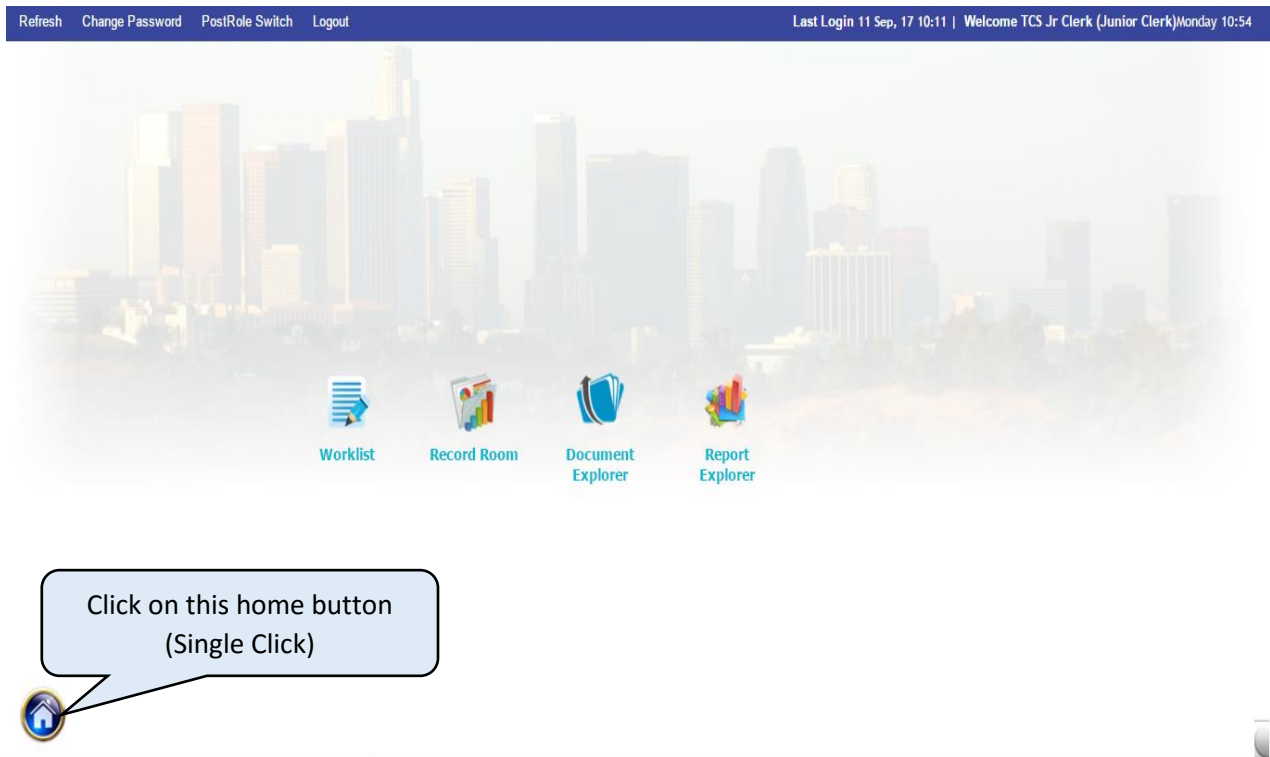 Refresh Change Password PostRole Switch Logout Last Login 11 Sep, 17 10:11 | Welcome TCS Jr Clerk (Junior Clerk)Monday 10:54
Worklist Record Room Document Explorer Report Explorer
Click on this home button
(Single Click)